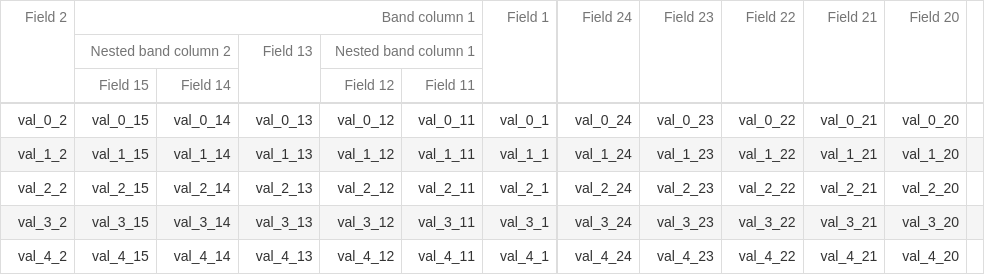 Field 2 Band column 1 Field 1 Field 24 Field 23 Field 22 Field 21 Field 20
Nested band column 2 Field 13 Nested band column 1
Field 15 Field 14 Field 12 Field 11
val_0_2 val_0_15 val_0_14 val_0_13 val_0_12 val_0_11 val_0_1 val_0_24 val_0_23 val_0_22 val_0_21 val_0_20
val_1_2 val_1_15 val_1_14 val_1_13 val_1_12 val_1_11 val_1_1 val_1_24 val_1_23 val_1_22 val_1_21 val_1_20
val_2_2 val_2_15 val_2_14 val_2_13 val_2_12 val_2_11 val_2_1 val_2_24 val_2_23 val_2_22 val_2_21 val_2_20
val_3_2 val_3_15 val_3_14 val_3_13 val_3_12 val_3_11 val_3_1 val_3_24 val_3_23 val_3_22 val_3_21 val_3_20
val_4_2 val_4_15 val_4_14 val_4_13 val_4_12 val_4_11 val_4_1 val_4_24 val_4_23 val_4_22 val_4_21 val_4_20